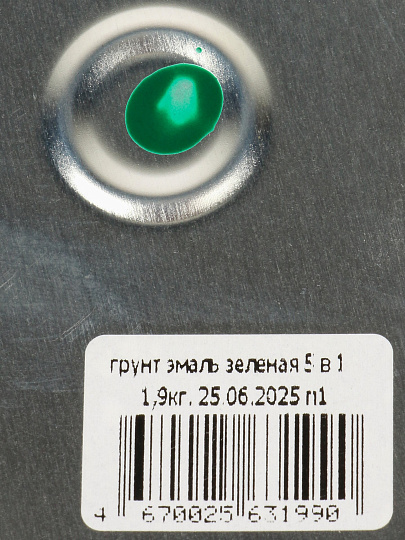 грунт эмаль зеленая 5 в 1
1,9кг. 25.06.2025 п1
4 670025 631990